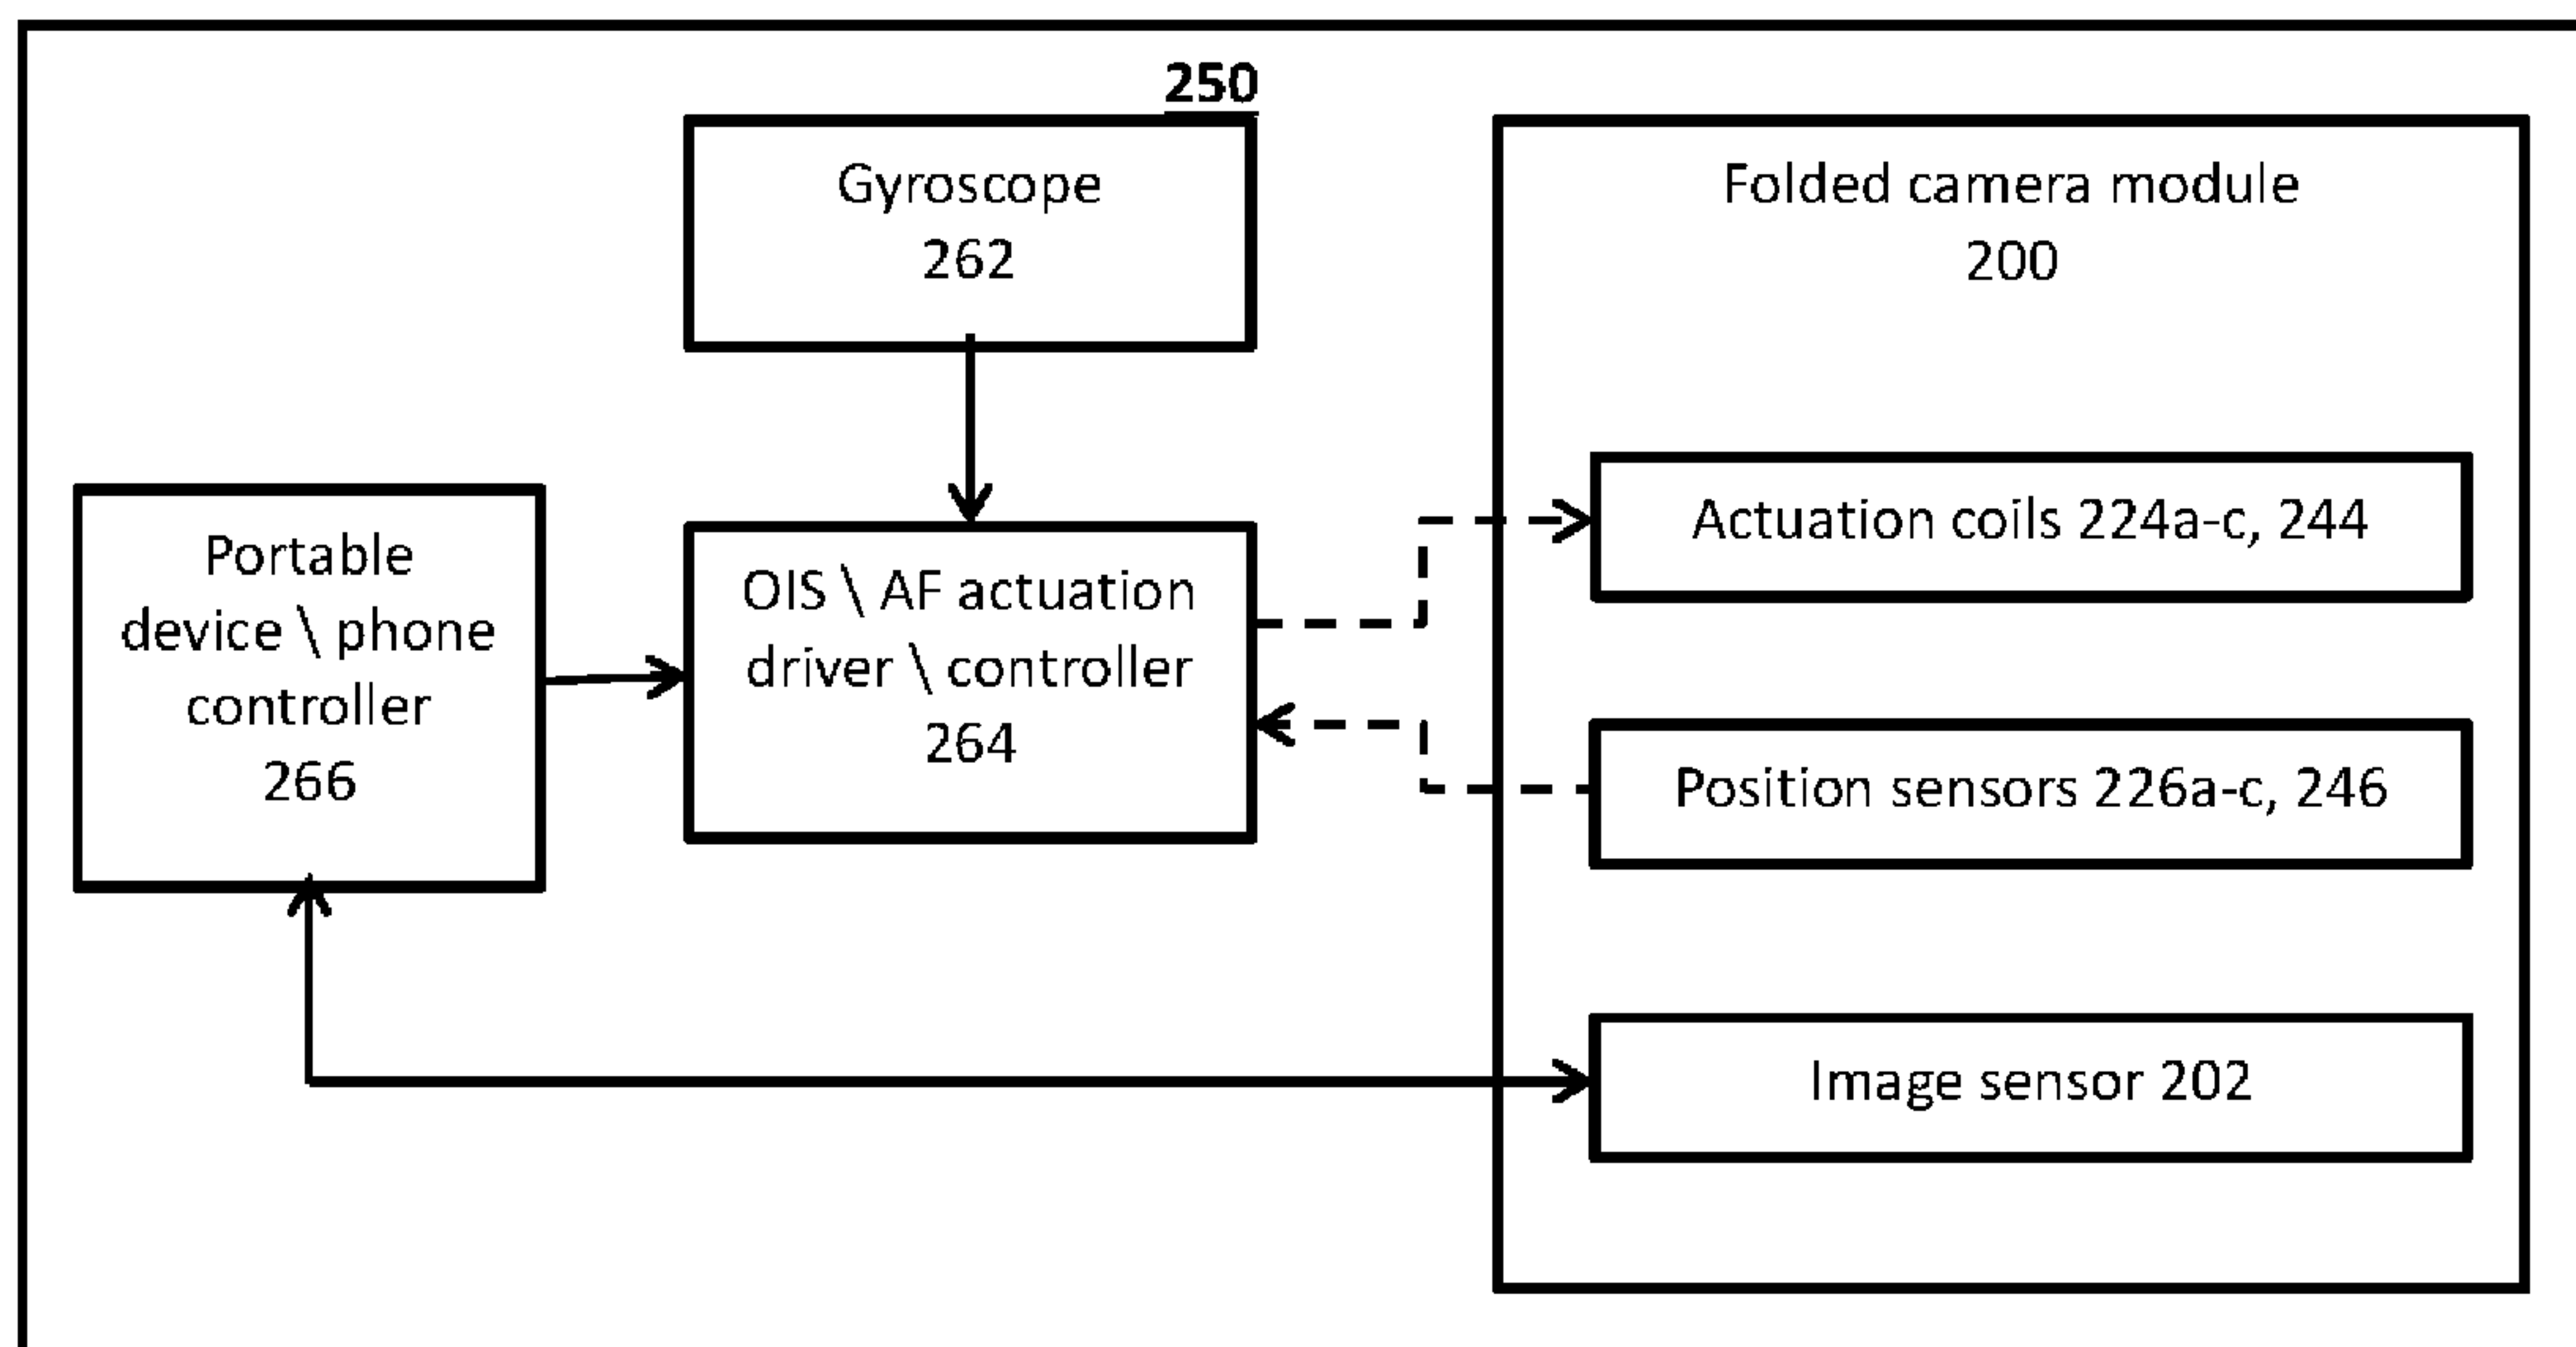 250
Gyroscope
262
Folded camera module
200
Portable
device \ phone
controller
266
OIS \ AF actuation
driver \ controller
264
Actuation coils 224a-c, 244
Position sensors 226a-c, 246
Image sensor 202